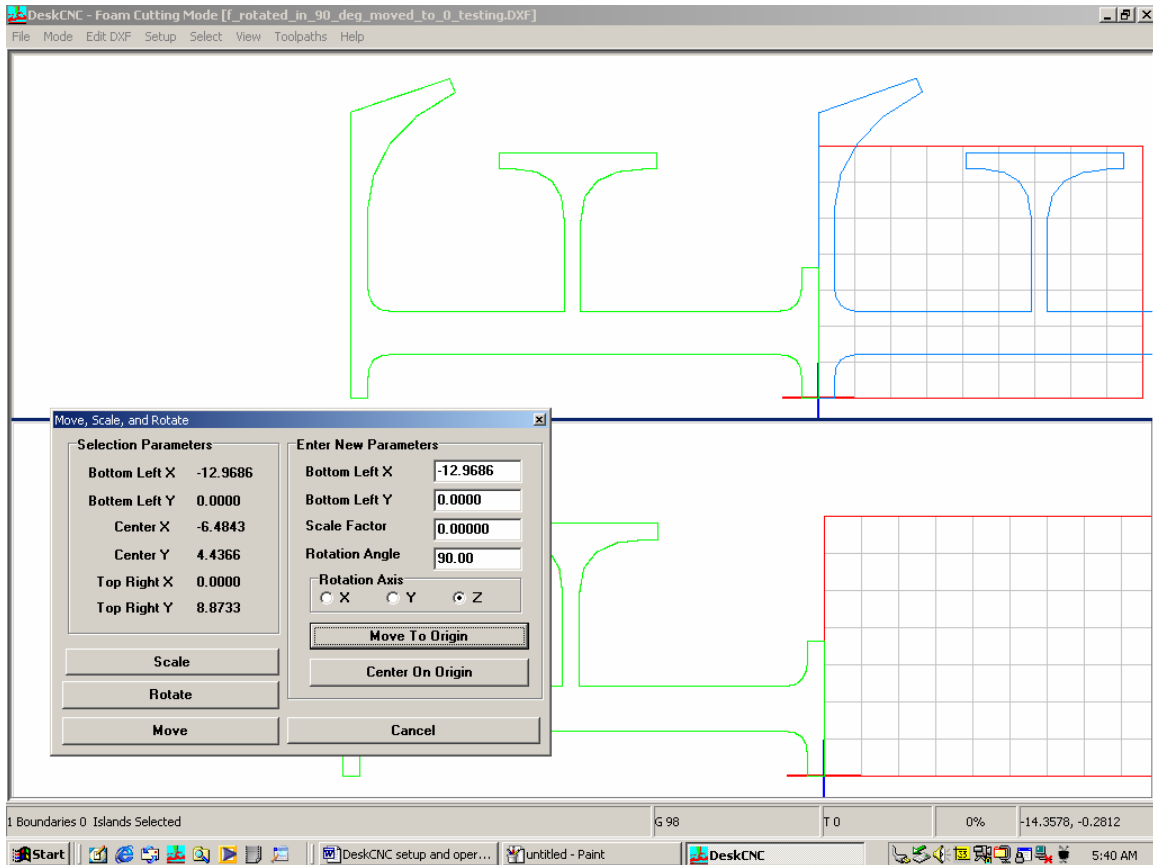 DeskCNC - Foam Cutting Mode [f_rotated_in_90_deg_moved_to_0_testing.DXF]
File Mode Edit DXF Setup Select View Toolpaths Help
Move, Scale, and Rotate
Selection Parameters
Bottom Left X -12.9686
Bottem Left Y 0.0000
Center X -6.4843
Center Y 4.4366
Top Right X 0.0000
Top Right Y 8.8733
Scale
Rotate
Move
Enter New Parameters
Bottom Left X -12.9686
Bottom Left Y 0.0000
Scale Factor 0.00000
Rotation Angle 90.00
Rotation Axis
X Y Z
Move To Origin
Center On Origin
Cancel
1 Boundaries 0 Islands Selected G 98 T 0 0% -14.3578, -0.2812
Start DeskCNC setup and oper... untitled - Paint DeskCNC 5:40 AM